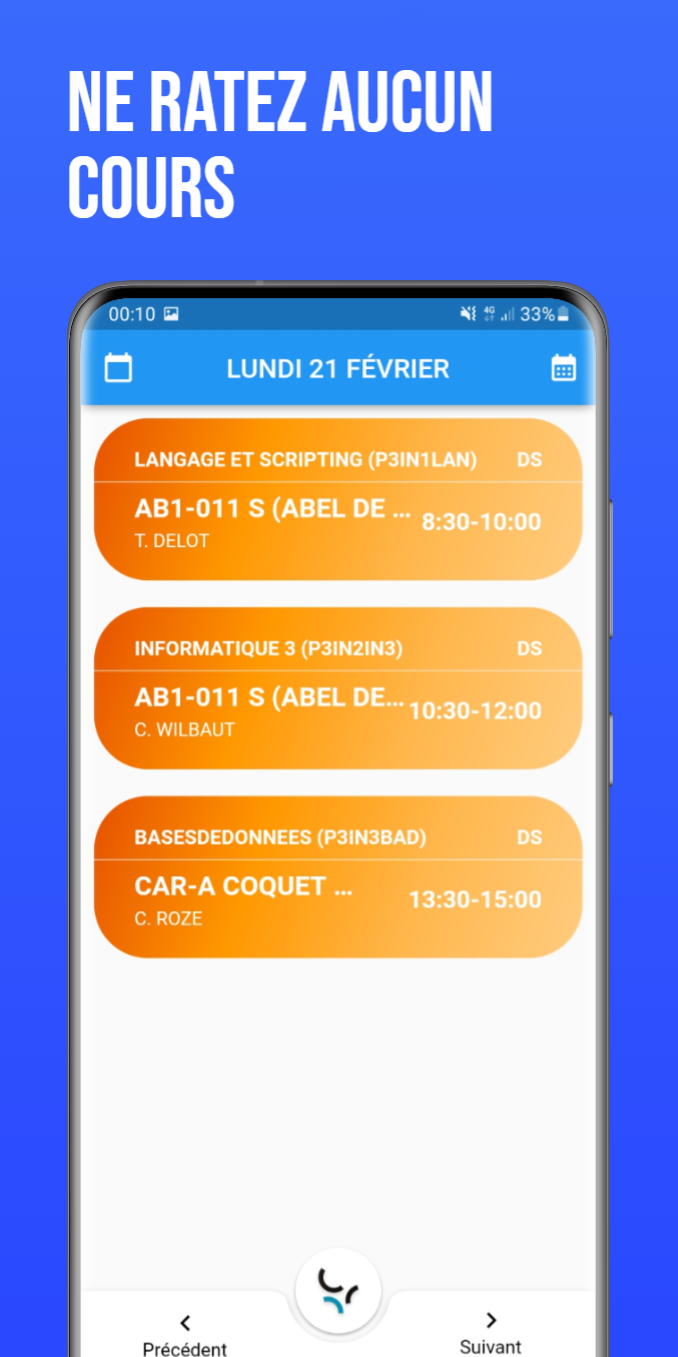 NE RATEZ AUCUN
COURS
00:10 4G 33%
LUNDI 21 FÉVRIER
LANGAGE ET SCRIPTING (P3IN1LAN) DS
AB1-011 S (ABEL DE ... 8:30-10:00
T. DELOT
INFORMATIQUE 3 (P3IN2IN3) DS
AB1-011 S (ABEL DE... 10:30-12:00
C. WILBAUT
BASESDEDONNEES (P3IN3BAD) DS
CAR-A COQUET ... 13:30-15:00
C. ROZE
Précédent Suivant